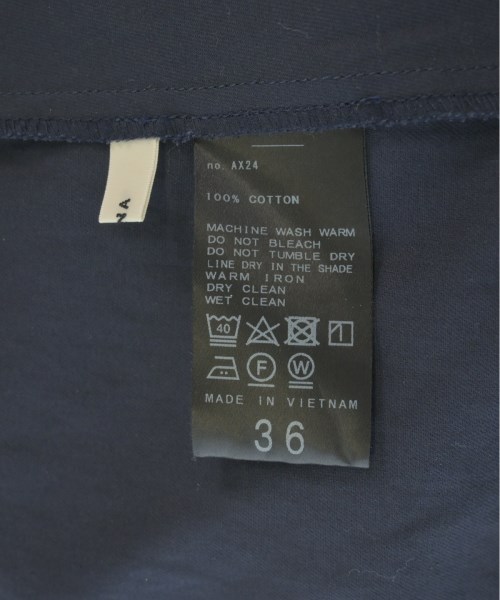 no. AX24
100% COTTON
MACHINE WASH WARM
DO NOT BLEACH
DO NOT TUMBLE DRY
LINE DRY IN THE SHADE
WARM IRON
DRY CLEAN
WET CLEAN
40
F W
MADE IN VIETNAM
36
NA